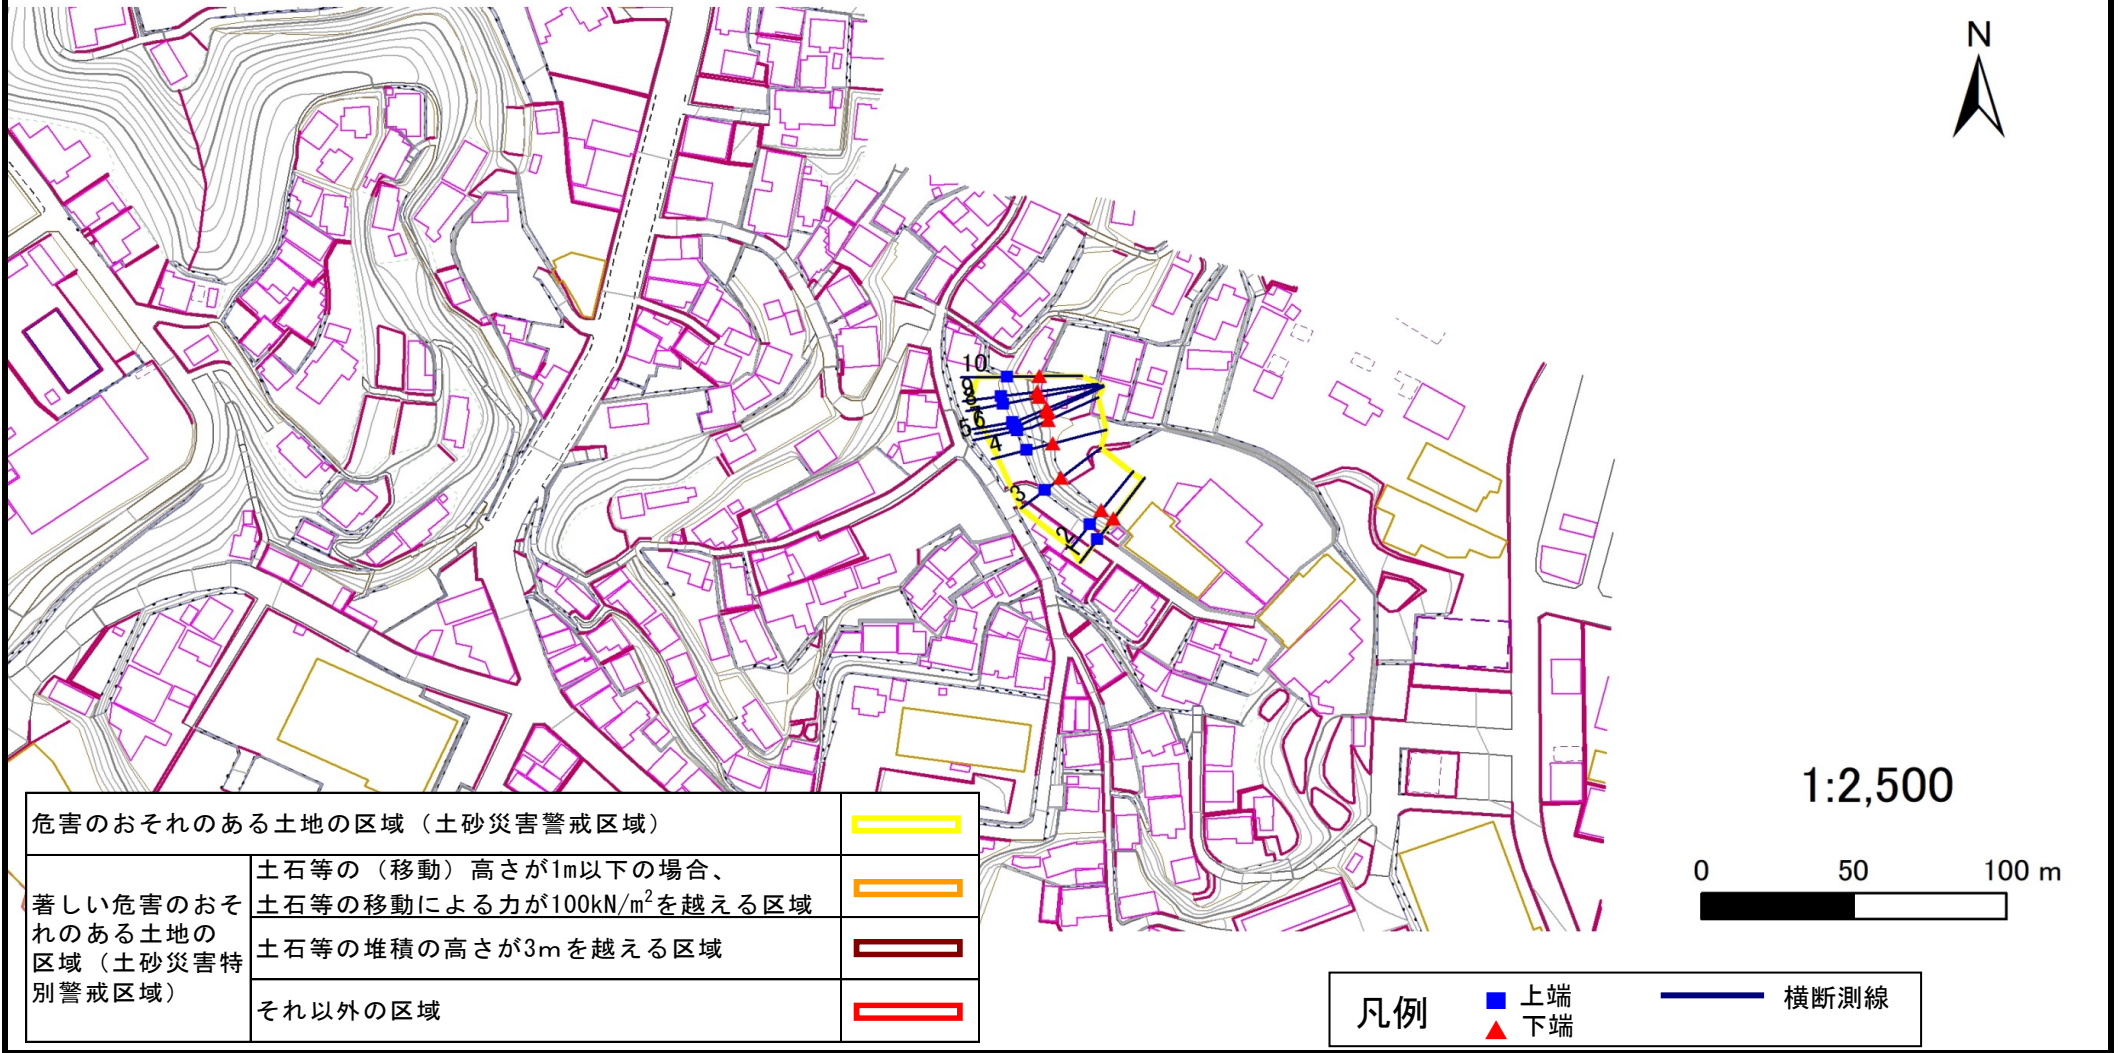 N
10
9
8
7
6
5
4
3
2
1
1:2,500
0 50 100 m
危害のおそれのある土地の区域（土砂災害警戒区域）
著しい危害のおそ
れのある土地の
区域（土砂災害特
別警戒区域）
土石等の（移動）高さが1m以下の場合、
土石等の移動による力が100kN/m²を越える区域
土石等の堆積の高さが3ｍを越える区域
それ以外の区域
凡例
上端
下端
横断測線